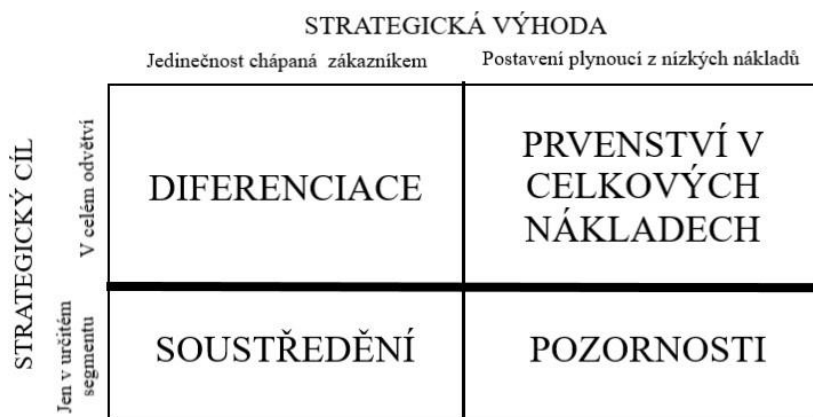 STRATEGICKÁ VÝHODA
Jedinečnost chápaná zákazníkem
Postavení plynoucí z nízkých nákladů
STRATEGICKÝ CÍL
V celém odvětví
DIFERENCIACE
PRVENSTVÍ V
CELKOVÝCH
NÁKLADECH
Jen v určitém
segmentu
SOUSTŘEDĚNÍ
POZORNOSTI